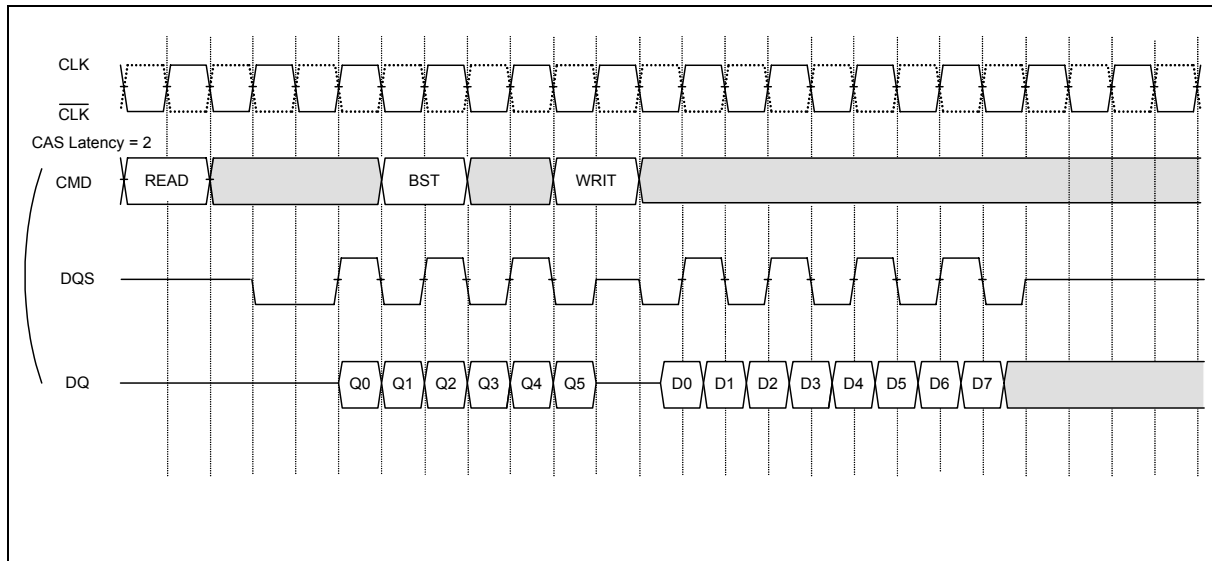 CLK
C̅L̅K̅
CAS Latency = 2
CMD READ BST WRIT
DQS
DQ Q0 Q1 Q2 Q3 Q4 Q5 D0 D1 D2 D3 D4 D5 D6 D7